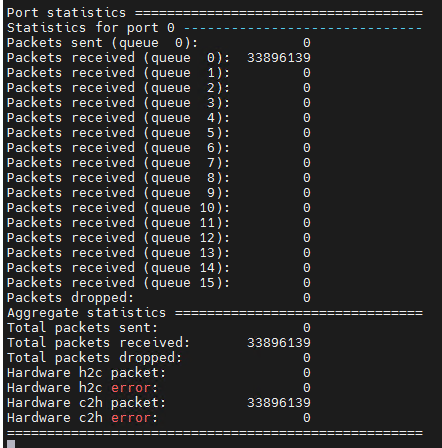 Port statistics ====================================
Statistics for port 0 ------------------------------
Packets sent (queue  0):             0
Packets received (queue  0):  33896139
Packets received (queue  1):         0
Packets received (queue  2):         0
Packets received (queue  3):         0
Packets received (queue  4):         0
Packets received (queue  5):         0
Packets received (queue  6):         0
Packets received (queue  7):         0
Packets received (queue  8):         0
Packets received (queue  9):         0
Packets received (queue 10):         0
Packets received (queue 11):         0
Packets received (queue 12):         0
Packets received (queue 13):         0
Packets received (queue 14):         0
Packets received (queue 15):         0
Packets dropped:                     0
Aggregate statistics ===============================
Total packets sent:                  0
Total packets received:       33896139
Total packets dropped:               0
Hardware h2c packet:                 0
Hardware h2c error:                  0
Hardware c2h packet:          33896139
Hardware c2h error:                  0
====================================================